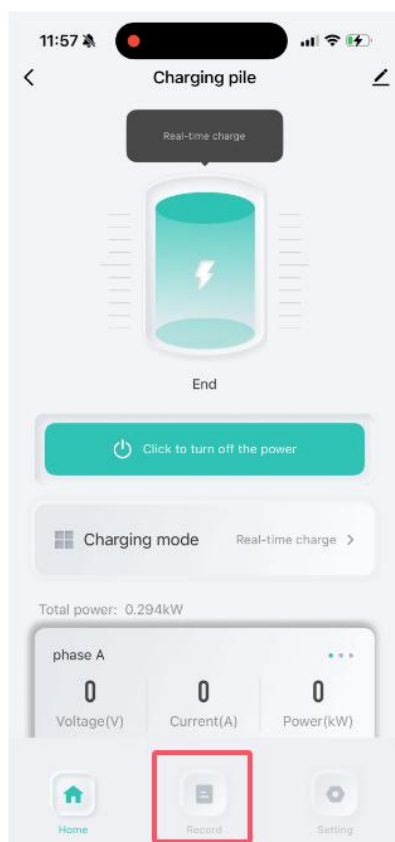 11:57
Charging pile
Real-time charge
End
Click to turn off the power
Charging mode Real-time charge >
Total power: 0.294kW
phase A
0 0 0
Voltage(V) Current(A) Power(kW)
Home Record Setting